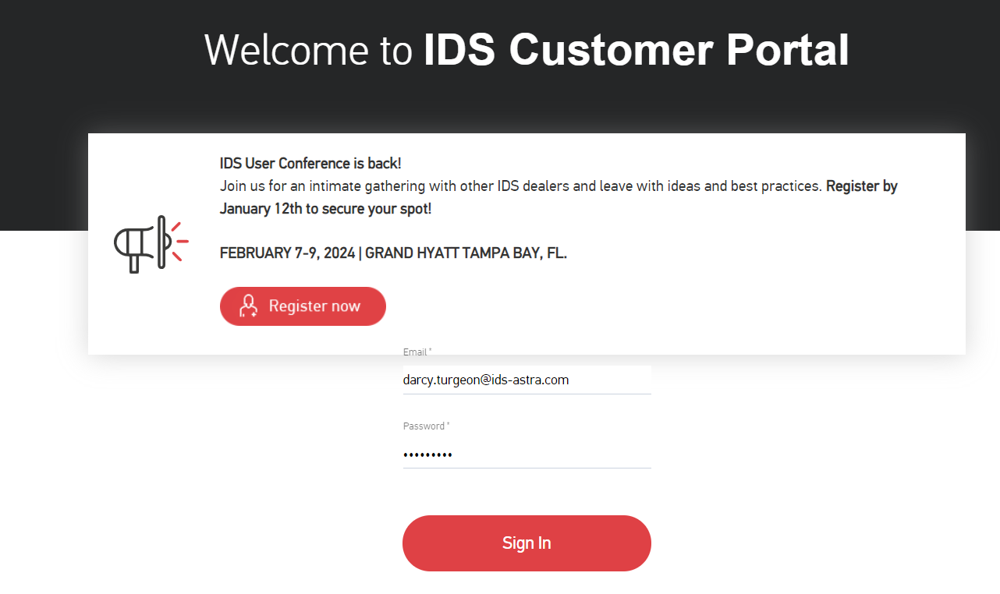 Welcome to IDS Customer Portal
IDS User Conference is back!
Join us for an intimate gathering with other IDS dealers and leave with ideas and best practices. Register by
January 12th to secure your spot!
FEBRUARY 7-9, 2024 | GRAND HYATT TAMPA BAY, FL.
Register now
Email *
darcy.turgeon@ids-astra.com
Password *
•••••••••
Sign In